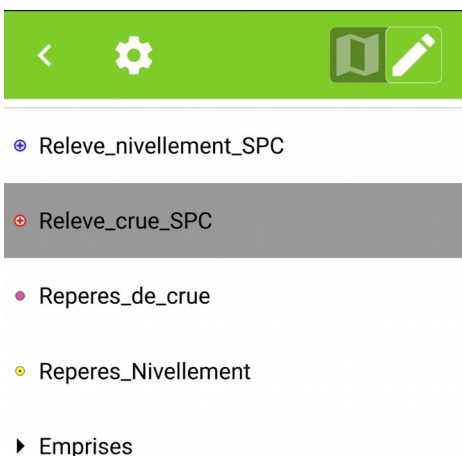 Releve_nivellement_SPC
Releve_crue_SPC
Reperes_de_crue
Reperes_Nivellement
Emprises